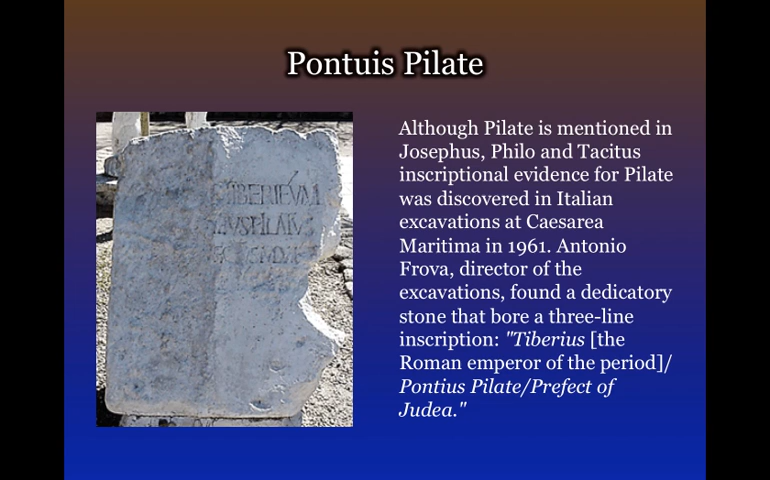 Pontuis Pilate
Although Pilate is mentioned in
Josephus, Philo and Tacitus
inscriptional evidence for Pilate
was discovered in Italian
excavations at Caesarea
Maritima in 1961. Antonio
Frova, director of the
excavations, found a dedicatory
stone that bore a three-line
inscription: "Tiberius [the
Roman emperor of the period]/
Pontius Pilate/Prefect of
Judea."
TIBERIEVM